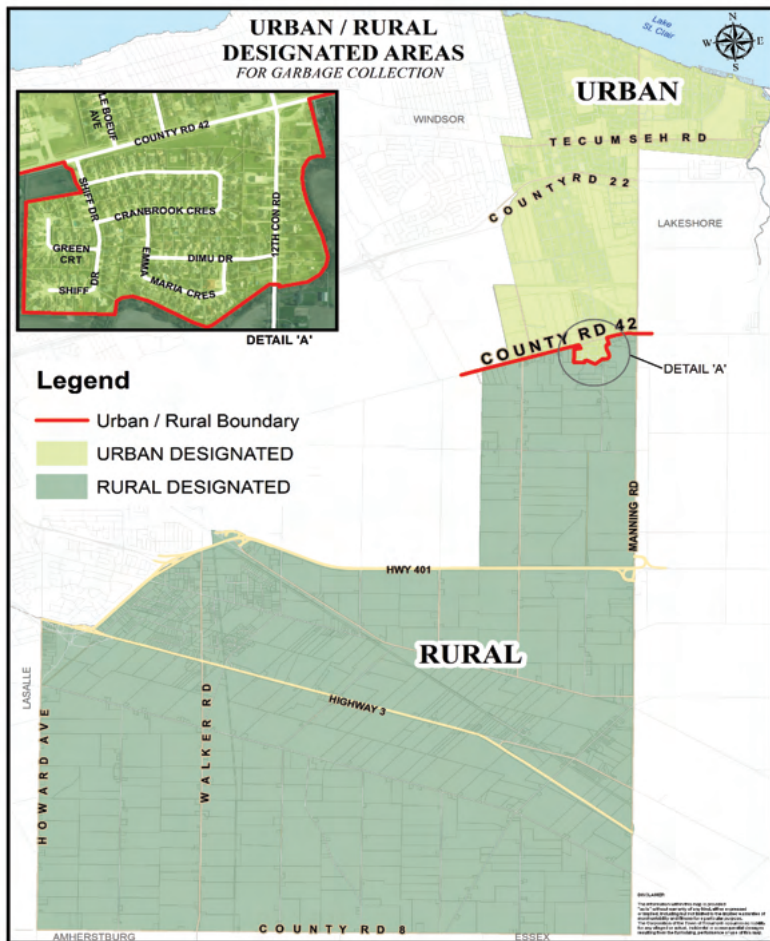 URBAN / RURAL
DESIGNATED AREAS
FOR GARBAGE COLLECTION
Lake
St. Clair
N
W E
S
URBAN
WINDSOR
TECUMSEH RD
COUNTY RD 22
LAKESHORE
LE BOEUF
AVE
COUNTY RD 42
SHIFF DR
CRANBROOK CRES
12TH CON RD
GREEN
CRT
EMMA
DIMU DR
SHIFF
DR
MARIA CRES
DETAIL 'A'
COUNTY RD 42
DETAIL 'A'
Legend
Urban / Rural Boundary
URBAN DESIGNATED
RURAL DESIGNATED
MANNING RD
HWY 401
RURAL
LASALLE
HIGHWAY 3
HOWARD AVE
WALKER RD
COUNTY RD 8
AMHERSTBURG
ESSEX
DISCLAIMER: